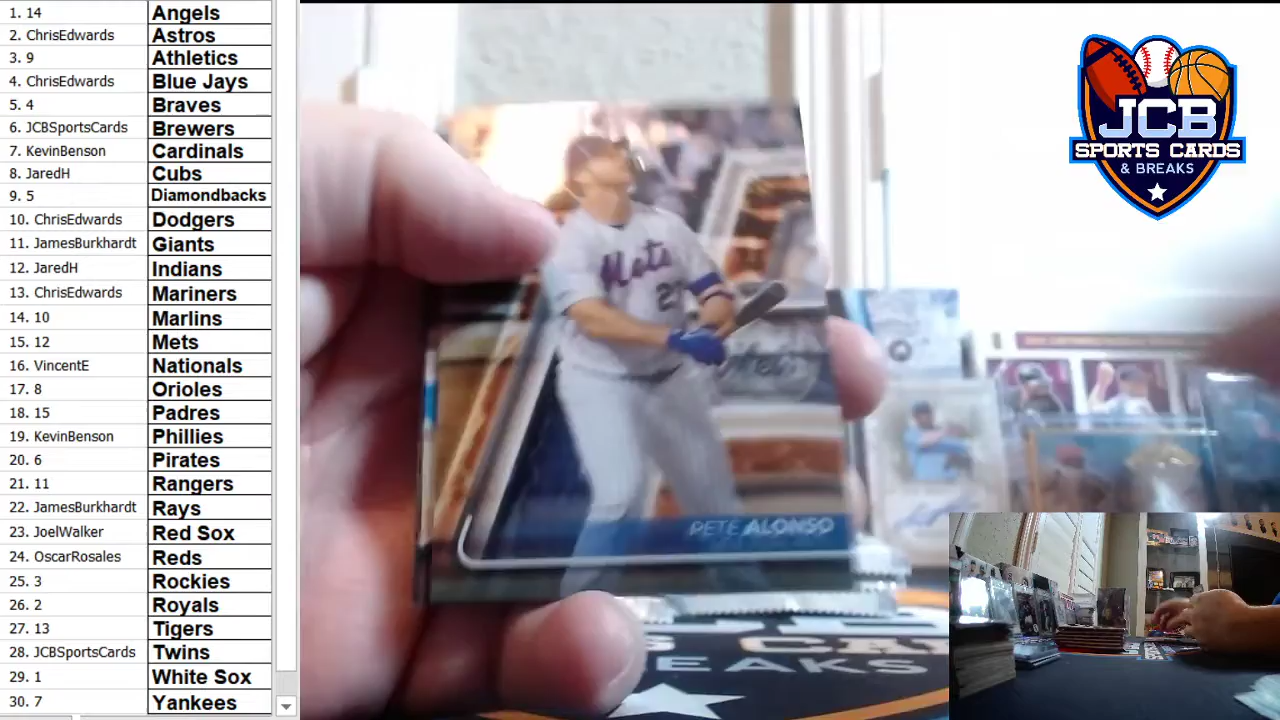 1. 14 Angels
2. ChrisEdwards Astros
3. 9 Athletics
4. ChrisEdwards Blue Jays
5. 4 Braves
6. JCBSportsCards Brewers
7. KevinBenson Cardinals
8. JaredH Cubs
9. 5 Diamondbacks
10. ChrisEdwards Dodgers
11. JamesBurkhardt Giants
12. JaredH Indians
13. ChrisEdwards Mariners
14. 10 Marlins
15. 12 Mets
16. VincentE Nationals
17. 8 Orioles
18. 15 Padres
19. KevinBenson Phillies
20. 6 Pirates
21. 11 Rangers
22. JamesBurkhardt Rays
23. JoelWalker Red Sox
24. OscarRosales Reds
25. 3 Rockies
26. 2 Royals
27. 13 Tigers
28. JCBSportsCards Twins
29. 1 White Sox
30. 7 Yankees
Mets
Mets
PETE ALONSO
BREAKS
JCB
SPORTS CARDS
& BREAKS